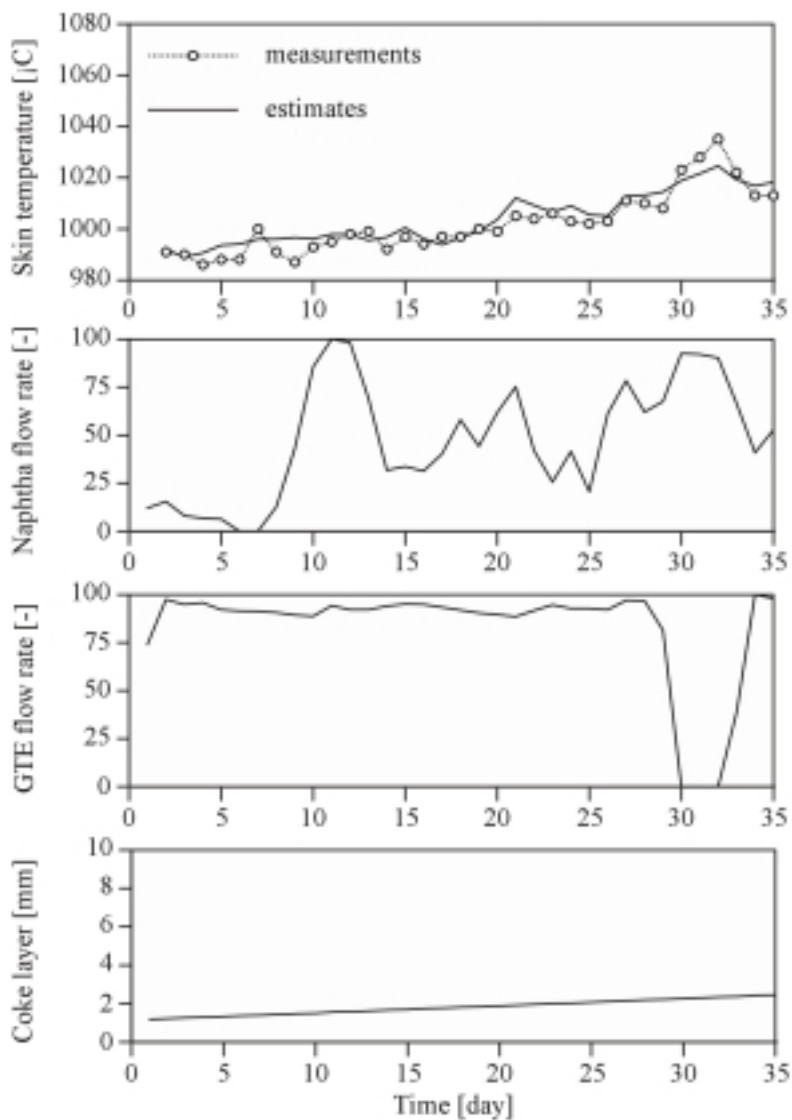 Skin temperature [¡C]
1080
1060
1040
1020
1000
980
measurements
estimates
0 5 10 15 20 25 30 35
Naphtha flow rate [-]
100
75
50
25
0
0 5 10 15 20 25 30 35
GTE flow rate [-]
100
75
50
25
0
0 5 10 15 20 25 30 35
Coke layer [mm]
10
8
6
4
2
0
0 5 10 15 20 25 30 35
Time [day]